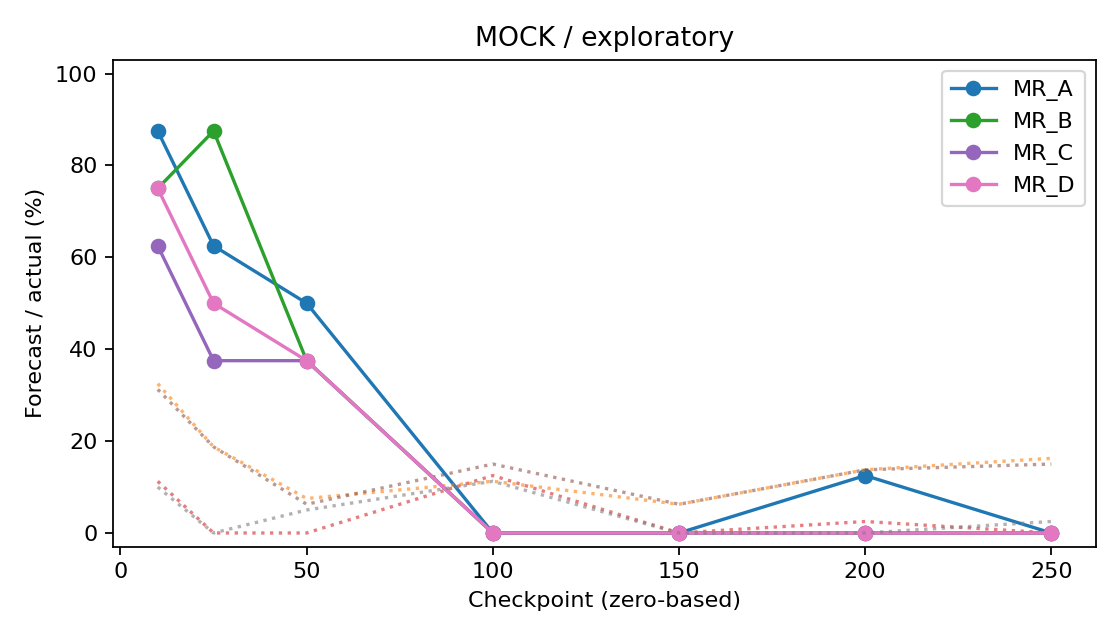 MOCK / exploratory
100
80
60
40
20
0
Forecast / actual (%)
MR_A
MR_B
MR_C
MR_D
0 50 100 150 200 250
Checkpoint (zero-based)